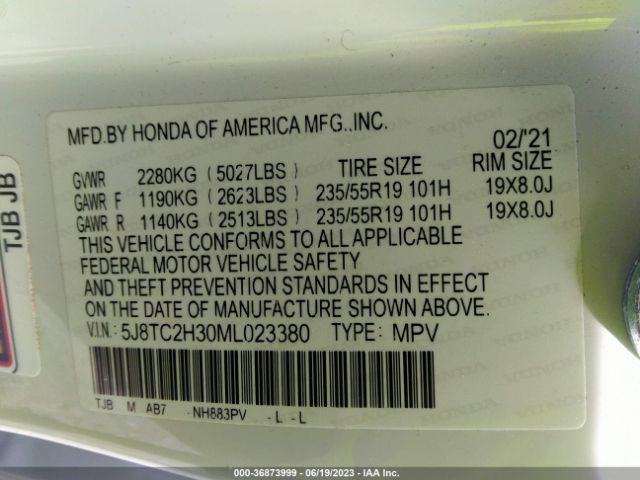 MFD.BY HONDA OF AMERICA MFG.,INC.
02/'21
GVWR 2280KG (5027LBS) TIRE SIZE RIM SIZE
GAWR F 1190KG (2623LBS) 235/55R19 101H 19X8.0J
GAWR R 1140KG (2513LBS) 235/55R19 101H 19X8.0J
THIS VEHICLE CONFORMS TO ALL APPLICABLE
FEDERAL MOTOR VEHICLE SAFETY
AND THEFT PREVENTION STANDARDS IN EFFECT
ON THE DATE OF MANUFACTURE SHOWN ABOVE.
V.I.N.:5J8TC2H30ML023380 TYPE: MPV
TJB M AB7 NH883PV -L -L
TJB JB
000-36873999 - 06/19/2023 - IAA Inc.